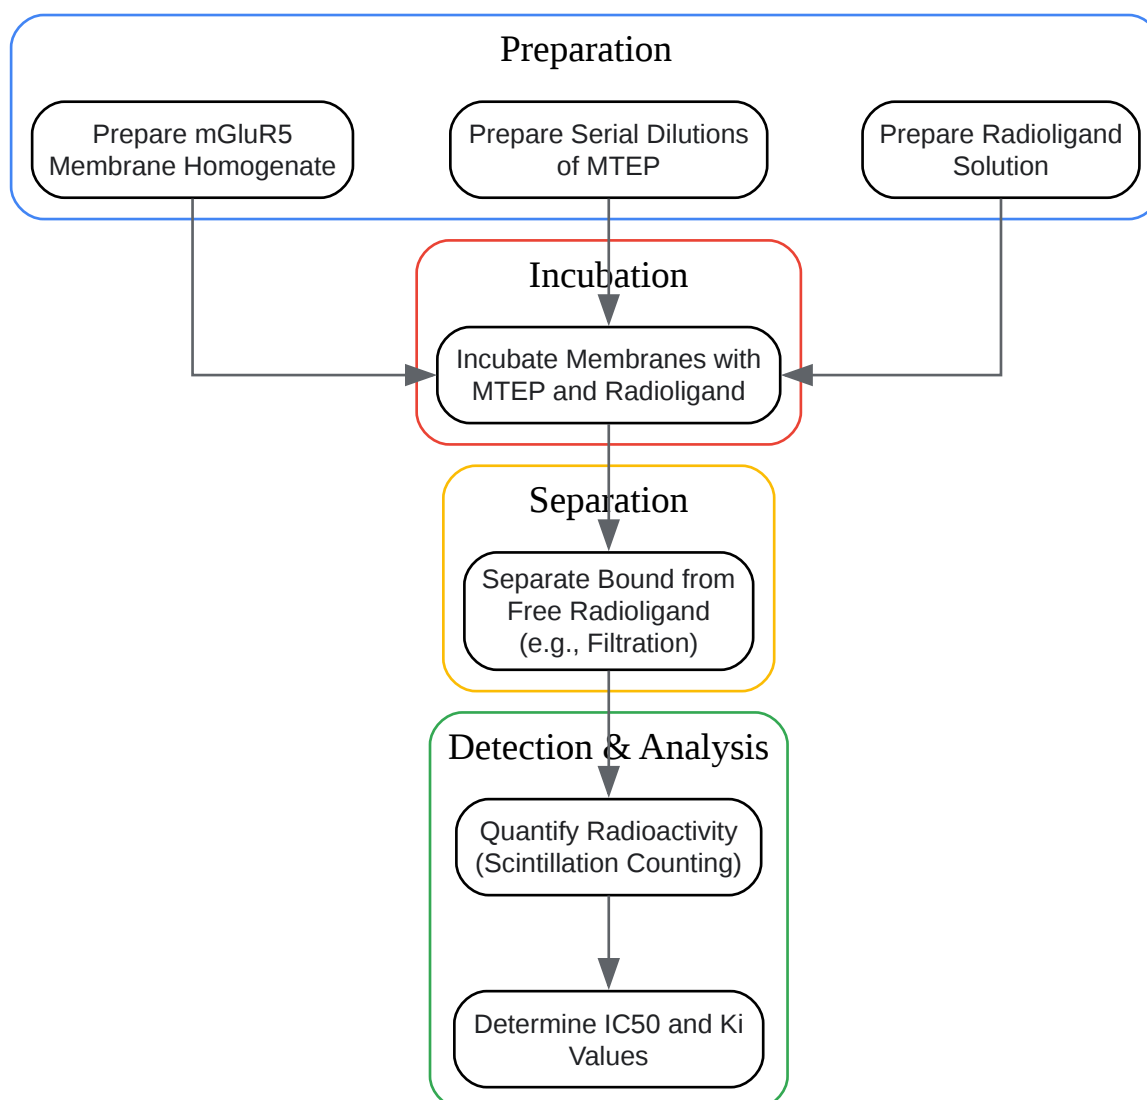 Preparation
Prepare mGluR5
Membrane Homogenate
Prepare Serial Dilutions
of MTEP
Prepare Radioligand
Solution
Incubation
Incubate Membranes with
MTEP and Radioligand
Separation
Separate Bound from
Free Radioligand
(e.g., Filtration)
Detection & Analysis
Quantify Radioactivity
(Scintillation Counting)
Determine IC50 and Ki
Values